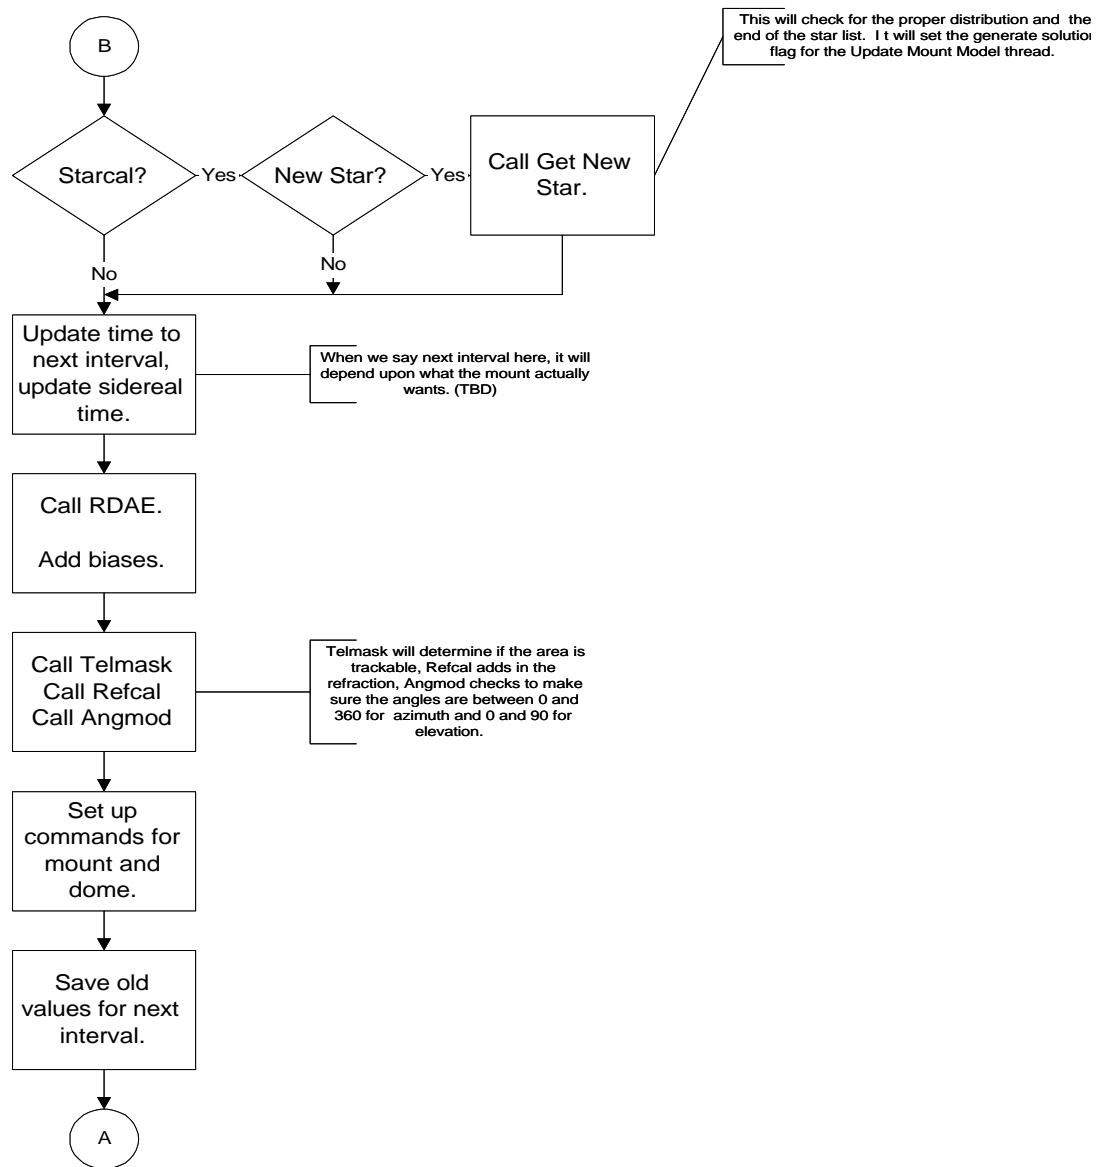 B
This will check for the proper distribution and the
end of the star list. I t will set the generate solution
flag for the Update Mount Model thread.
Starcal?
Yes
New Star?
Yes
Call Get New
Star.
No
No
Update time to
next interval,
update sidereal
time.
When we say next interval here, it will
depend upon what the mount actually
wants. (TBD)
Call RDAE.
Add biases.
Call Telmask
Call Refcal
Call Angmod
Telmask will determine if the area is
trackable, Refcal adds in the
refraction, Angmod checks to make
sure the angles are between 0 and
360 for azimuth and 0 and 90 for
elevation.
Set up
commands for
mount and
dome.
Save old
values for next
interval.
A